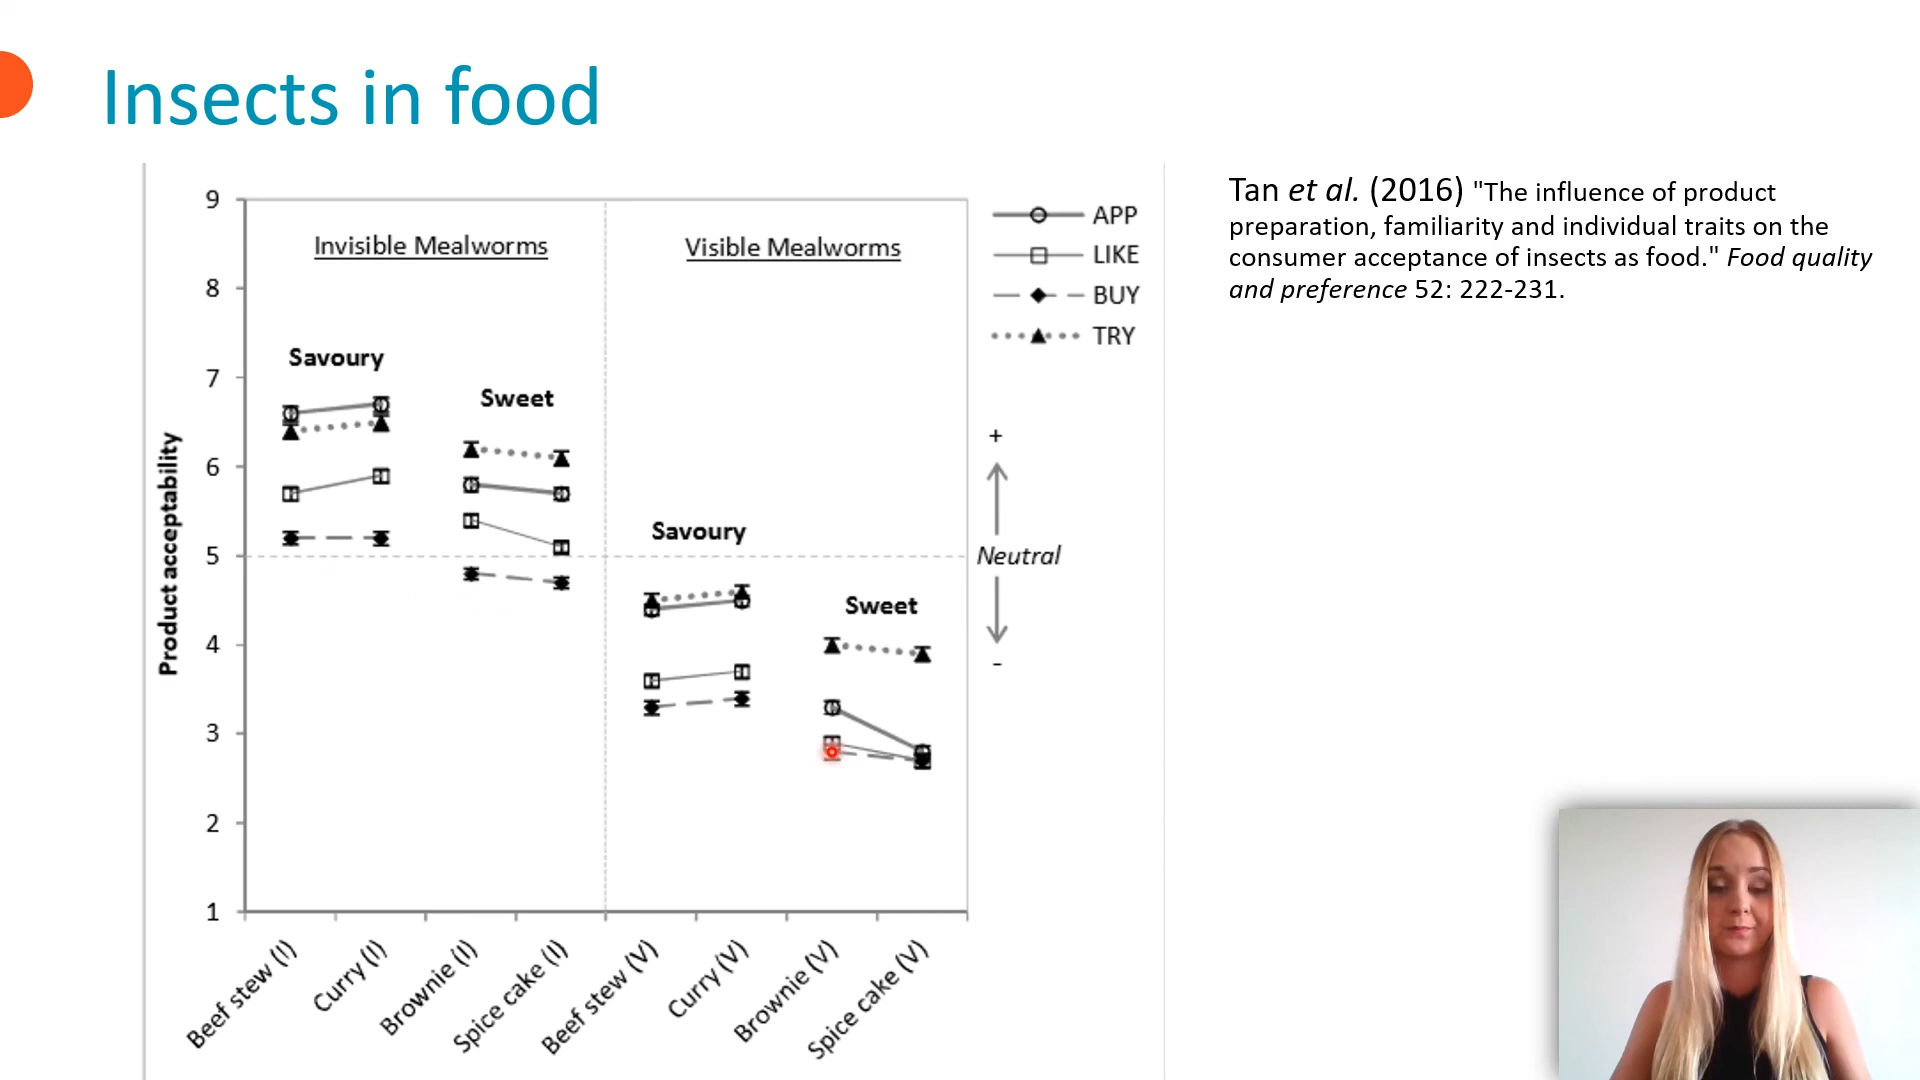 Insects in food
Tan et al. (2016) "The influence of product
preparation, familiarity and individual traits on the
consumer acceptance of insects as food." Food quality
and preference 52: 222-231.
Invisible Mealworms
Visible Mealworms
APP
LIKE
BUY
TRY
Savoury
Sweet
Savoury
Sweet
+
Neutral
-
Product acceptability
9
8
7
6
5
4
3
2
1
Beef stew (I)
Curry (I)
Brownie (I)
Spice cake (I)
Beef stew (V)
Curry (V)
Brownie (V)
Spice cake (V)